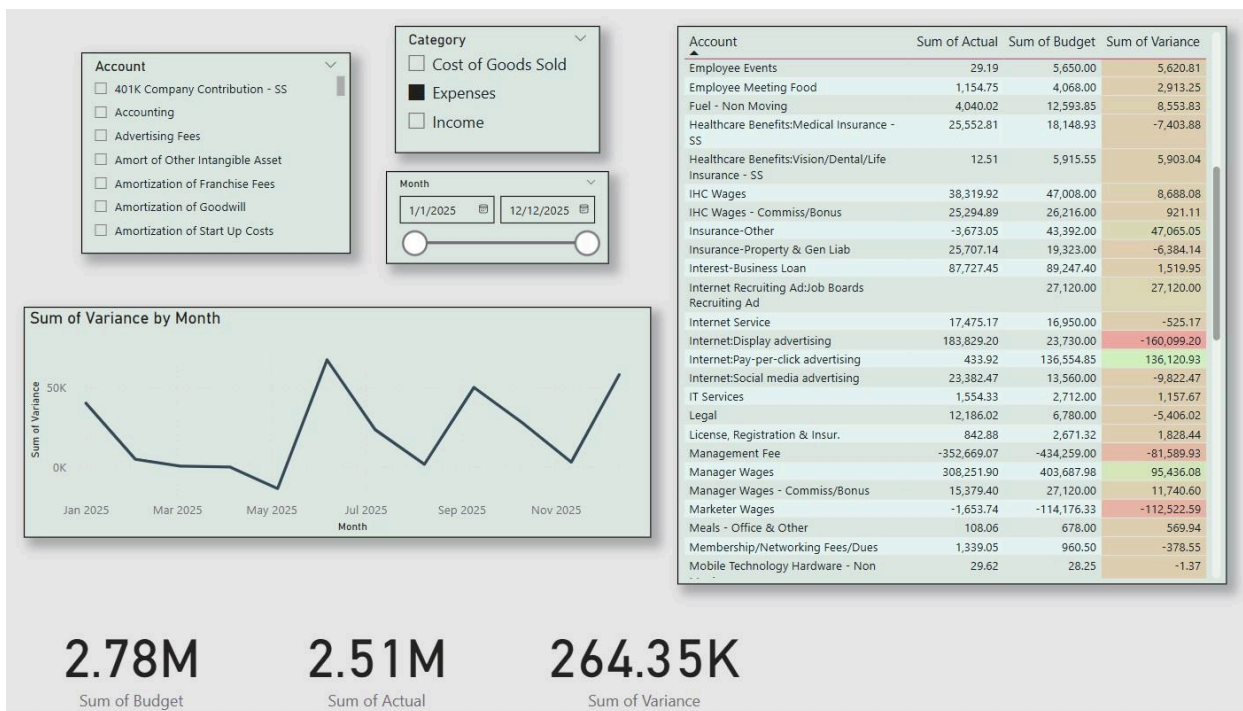 Account
401K Company Contribution - SS
Accounting
Advertising Fees
Amort of Other Intangible Asset
Amortization of Franchise Fees
Amortization of Goodwill
Amortization of Start Up Costs
Category
Cost of Goods Sold
Expenses
Income
Month
1/1/2025 12/12/2025
Sum of Variance by Month
Sum of Variance
50K
0K
Jan 2025 Mar 2025 May 2025 Jul 2025 Sep 2025 Nov 2025
Month
Account Sum of Actual Sum of Budget Sum of Variance
Employee Events 29.19 5,650.00 5,620.81
Employee Meeting Food 1,154.75 4,068.00 2,913.25
Fuel - Non Moving 4,040.02 12,593.85 8,553.83
Healthcare Benefits:Medical Insurance - 25,552.81 18,148.93 -7,403.88
SS
Healthcare Benefits:Vision/Dental/Life 12.51 5,915.55 5,903.04
Insurance - SS
IHC Wages 38,319.92 47,008.00 8,688.08
IHC Wages - Commiss/Bonus 25,294.89 26,216.00 921.11
Insurance-Other -3,673.05 43,392.00 47,065.05
Insurance-Property & Gen Liab 25,707.14 19,323.00 -6,384.14
Interest-Business Loan 87,727.45 89,247.40 1,519.95
Internet Recruiting Ad:Job Boards 27,120.00 27,120.00
Recruiting Ad
Internet Service 17,475.17 16,950.00 -525.17
Internet:Display advertising 183,829.20 23,730.00 -160,099.20
Internet:Pay-per-click advertising 433.92 136,554.85 136,120.93
Internet:Social media advertising 23,382.47 13,560.00 -9,822.47
IT Services 1,554.33 2,712.00 1,157.67
Legal 12,186.02 6,780.00 -5,406.02
License, Registration & Insur. 842.88 2,671.32 1,828.44
Management Fee -352,669.07 -434,259.00 -81,589.93
Manager Wages 308,251.90 403,687.98 95,436.08
Manager Wages - Commiss/Bonus 15,379.40 27,120.00 11,740.60
Marketer Wages -1,653.74 -114,176.33 -112,522.59
Meals - Office & Other 108.06 678.00 569.94
Membership/Networking Fees/Dues 1,339.05 960.50 -378.55
Mobile Technology Hardware - Non 29.62 28.25 -1.37
2.78M 2.51M 264.35K
Sum of Budget Sum of Actual Sum of Variance